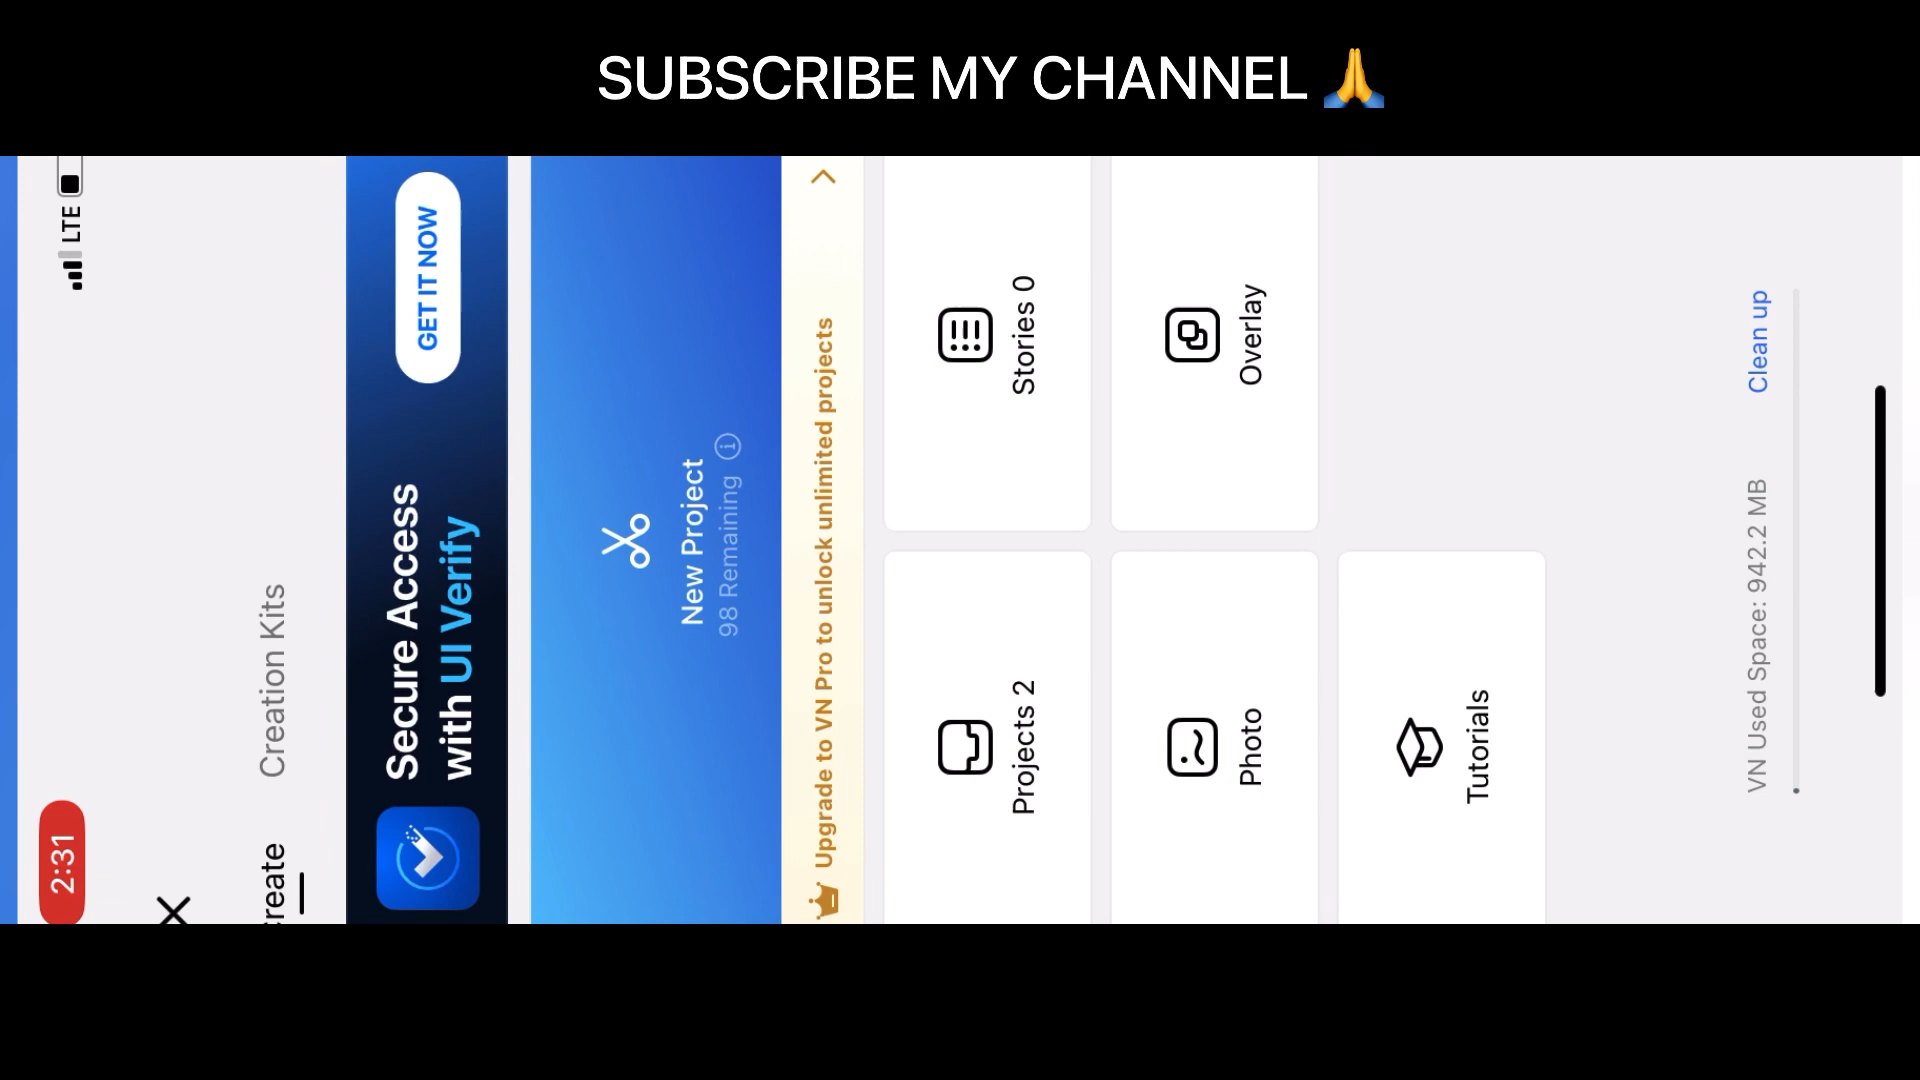 SUBSCRIBE MY CHANNEL 🙏
2:31
LTE
Create Creation Kits
Secure Access
with UI Verify
GET IT NOW
New Project
98 Remaining
Upgrade to VN Pro to unlock unlimited projects
Projects 2
Stories 0
Photo
Overlay
Tutorials
VN Used Space: 942.2 MB
Clean up